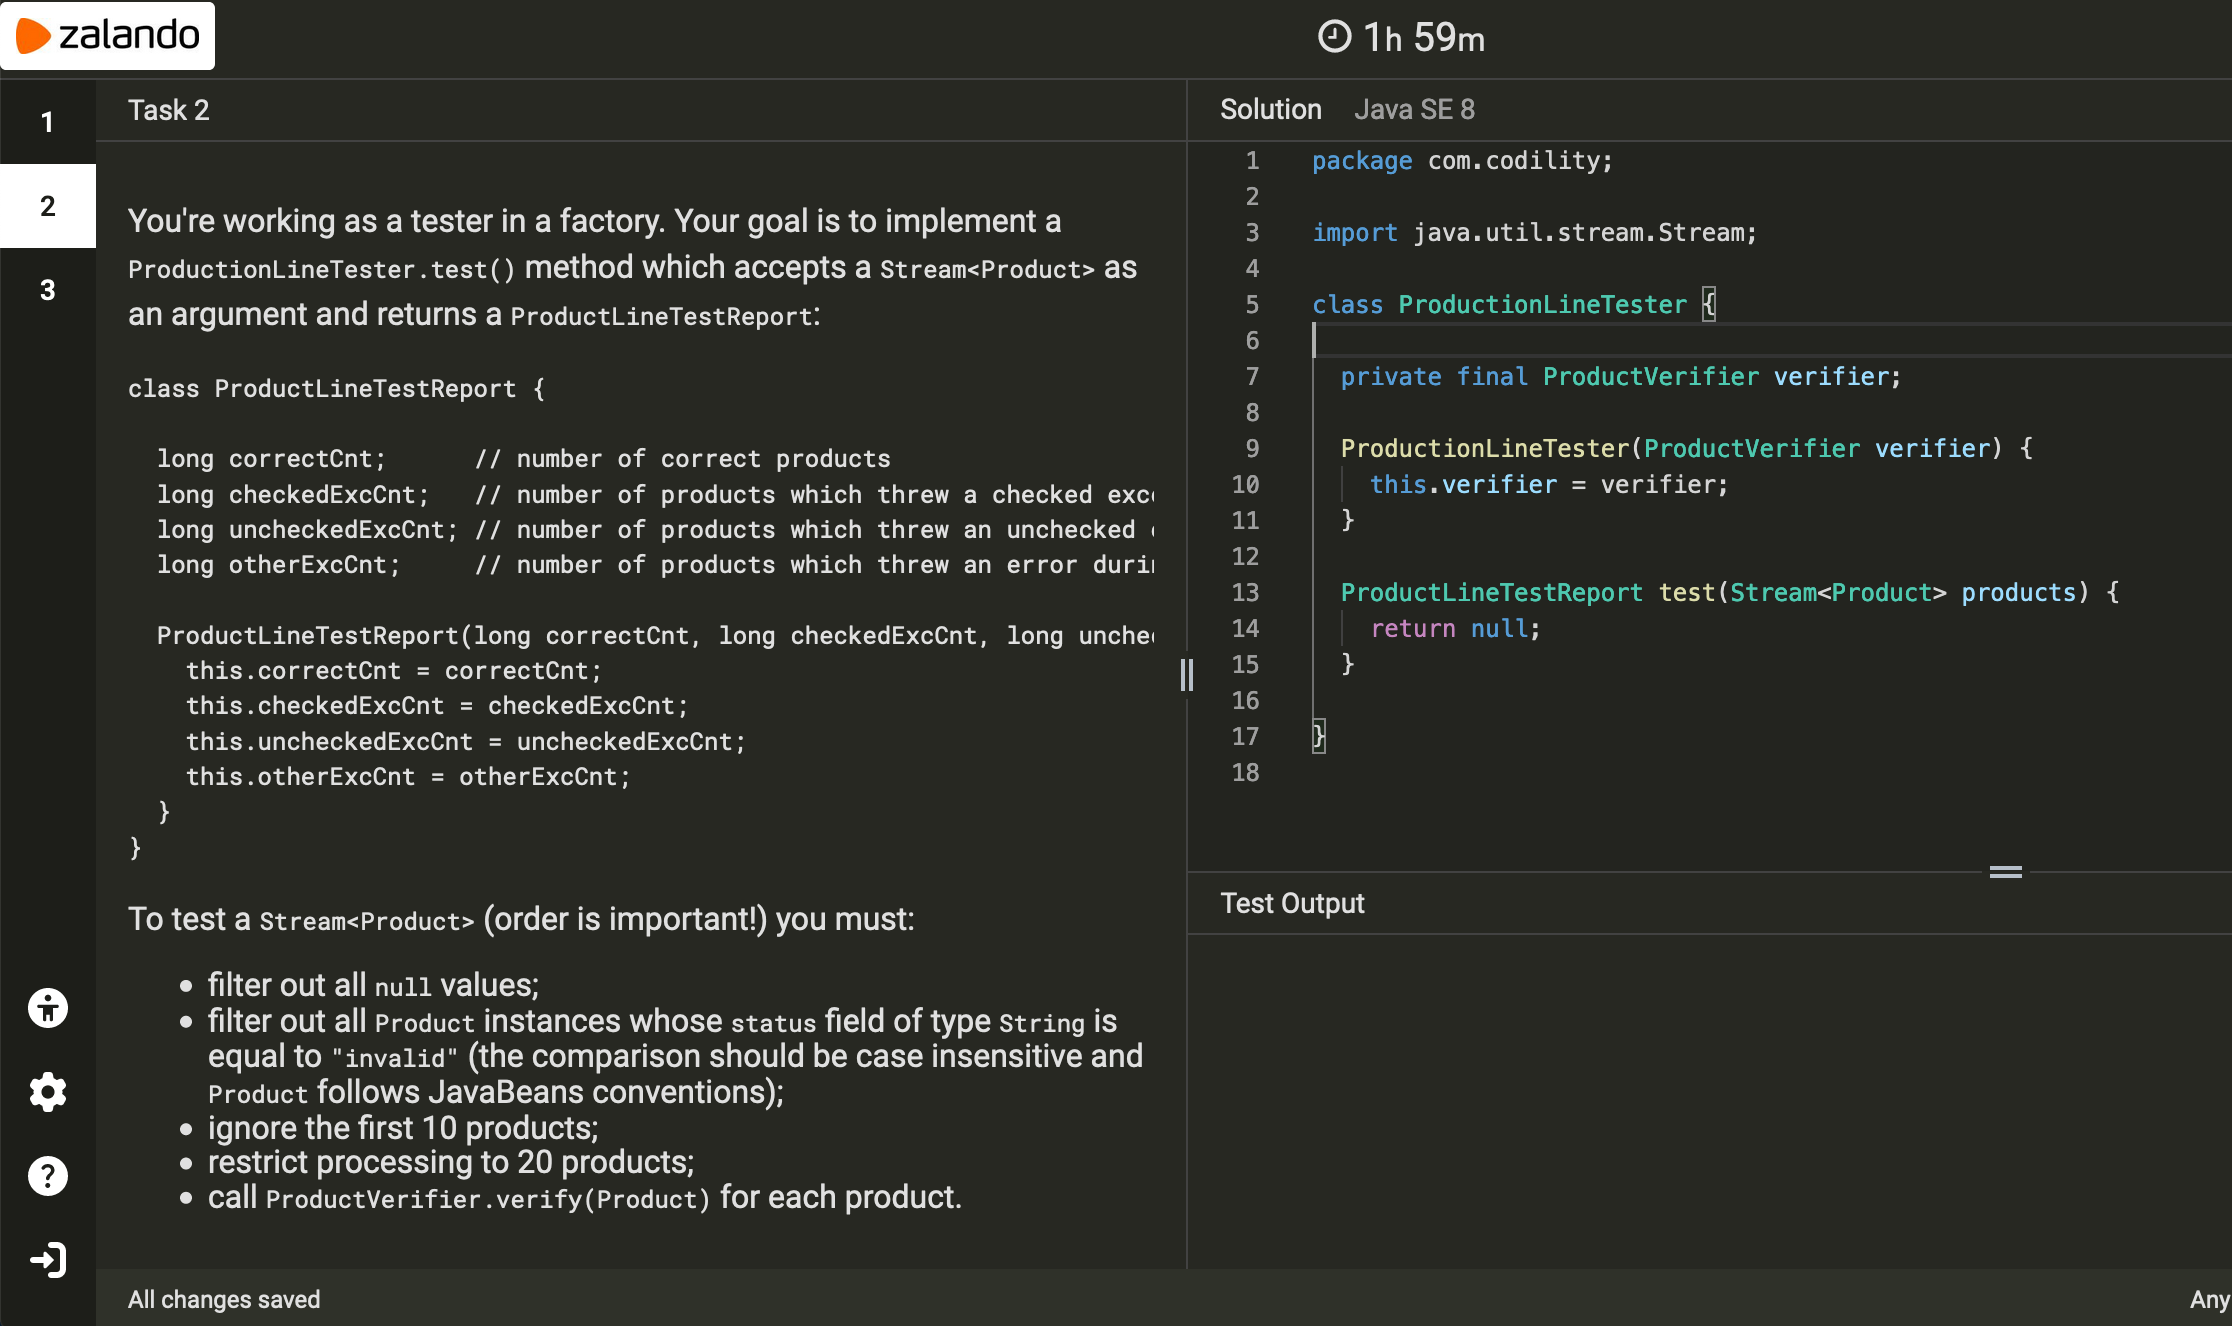 zalando
1h 59m
1
2
3
Task 2
You're working as a tester in a factory. Your goal is to implement a
ProductionLineTester.test() method which accepts a Stream<Product> as
an argument and returns a ProductLineTestReport:
class ProductLineTestReport {
long correctCnt; // number of correct products
long checkedExcCnt; // number of products which threw a checked
long uncheckedExcCnt; // number of products which threw an unchecked
long otherExcCnt; // number of products which threw an error
ProductLineTestReport(long correctCnt, long checkedExcCnt, long
this.correctCnt = correctCnt;
this.checkedExcCnt = checkedExcCnt;
this.uncheckedExcCnt = uncheckedExcCnt;
this.otherExcCnt = otherExcCnt;
}
}
To test a Stream<Product> (order is important!) you must:
• filter out all null values;
• filter out all Product instances whose status field of type String is
equal to "invalid" (the comparison should be case insensitive and
Product follows JavaBeans conventions);
• ignore the first 10 products;
• restrict processing to 20 products;
• call ProductVerifier.verify(Product) for each product.
All changes saved
Solution Java SE 8
1 package com.codility;
2
3 import java.util.stream.Stream;
4
5 class ProductionLineTester {
6
7 private final ProductVerifier verifier;
8
9 ProductionLineTester(ProductVerifier verifier) {
10 this.verifier = verifier;
11 }
12
13 ProductLineTestReport test(Stream<Product> products) {
14 return null;
15 }
16
17 }
18
Test Output
Any